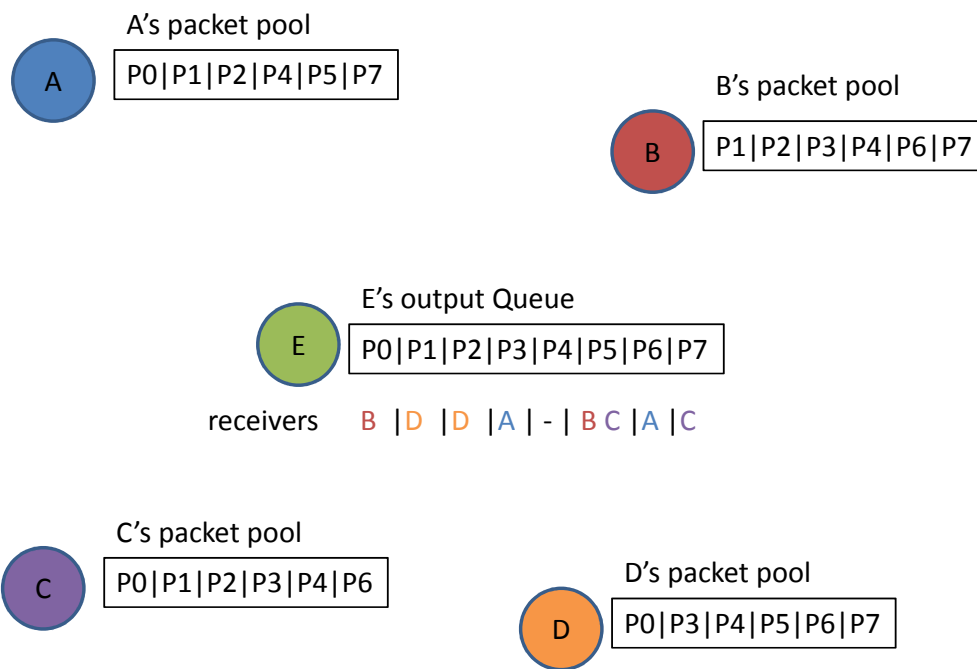 A's packet pool
A
P0|P1|P2|P4|P5|P7
B's packet pool
B
P1|P2|P3|P4|P6|P7
E's output Queue
E
P0|P1|P2|P3|P4|P5|P6|P7
receivers B |D |D |A | - | B C |A |C
C's packet pool
C
P0|P1|P2|P3|P4|P6
D's packet pool
D
P0|P3|P4|P5|P6|P7